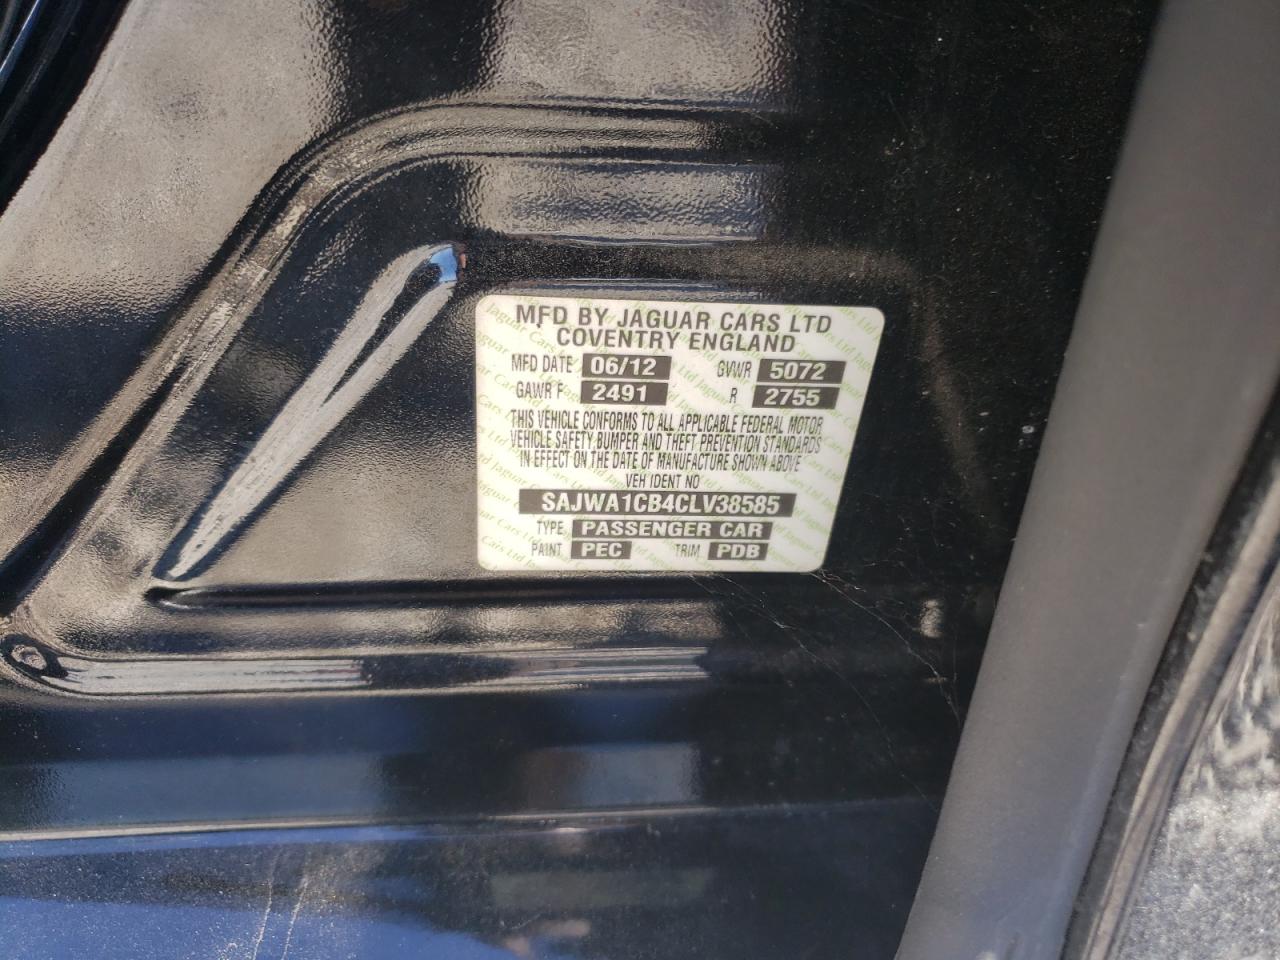 MFD BY JAGUAR CARS LTD
COVENTRY ENGLAND
MFD DATE 06/12 GVWR 5072
GAWR F 2491 R 2755
THIS VEHICLE CONFORMS TO ALL APPLICABLE FEDERAL MOTOR
VEHICLE SAFETY BUMPER AND THEFT PREVENTION STANDARDS
IN EFFECT ON THE DATE OF MANUFACTURE SHOWN ABOVE
VEH IDENT NO
SAJWA1CB4CLV38585
TYPE PASSENGER CAR
PAINT PEC TRIM PDB